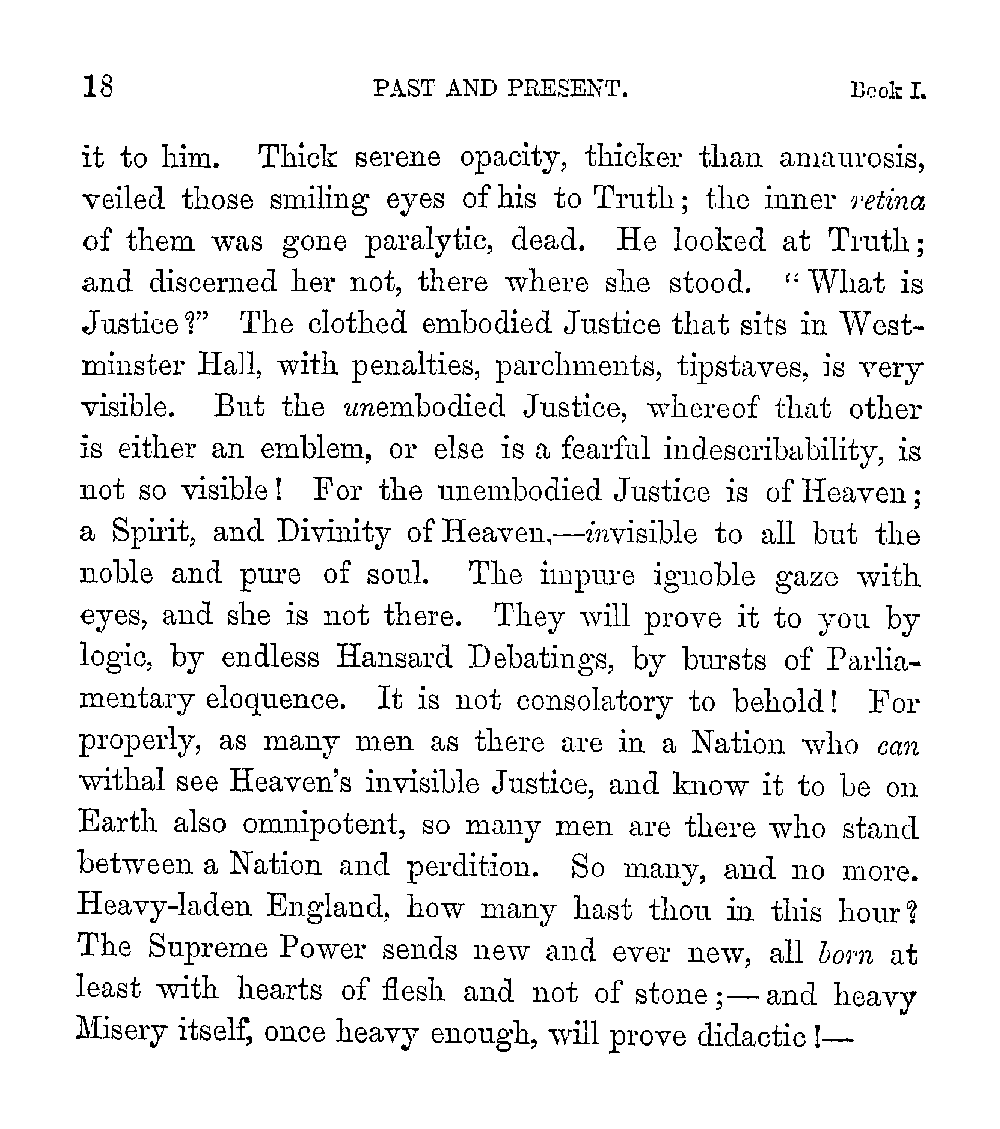 18 PAST AND PRESENT. Book I.
it to him. Thick serene opacity, thicker than amaurosis,
veiled those smiling eyes of his to Truth; the inner retina
of them was gone paralytic, dead. He looked at Truth;
and discerned her not, there where she stood. “What is
Justice?” The clothed embodied Justice that sits in West-
minster Hall, with penalties, parchments, tipstaves, is very
visible. But the unembodied Justice, whereof that other
is either an emblem, or else is a fearful indescribability, is
not so visible! For the unembodied Justice is of Heaven;
a Spirit, and Divinity of Heaven,—invisible to all but the
noble and pure of soul. The impure ignoble gaze with
eyes, and she is not there. They will prove it to you by
logic, by endless Hansard Debatings, by bursts of Parlia-
mentary eloquence. It is not consolatory to behold! For
properly, as many men as there are in a Nation who can
withal see Heaven’s invisible Justice, and know it to be on
Earth also omnipotent, so many men are there who stand
between a Nation and perdition. So many, and no more.
Heavy-laden England, how many hast thou in this hour?
The Supreme Power sends new and ever new, all born at
least with hearts of flesh and not of stone;—and heavy
Misery itself, once heavy enough, will prove didactic!—